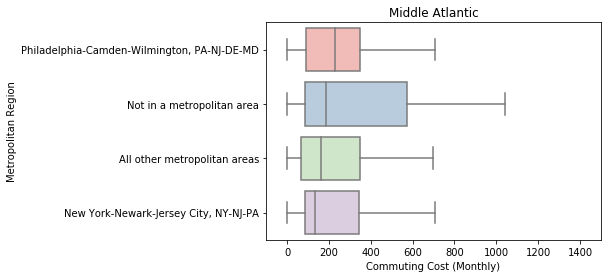 Middle Atlantic
Philadelphia-Camden-Wilmington, PA-NJ-DE-MD
Not in a metropolitan area
All other metropolitan areas
New York-Newark-Jersey City, NY-NJ-PA
Metropolitan Region
0 200 400 600 800 1000 1200 1400
Commuting Cost (Monthly)